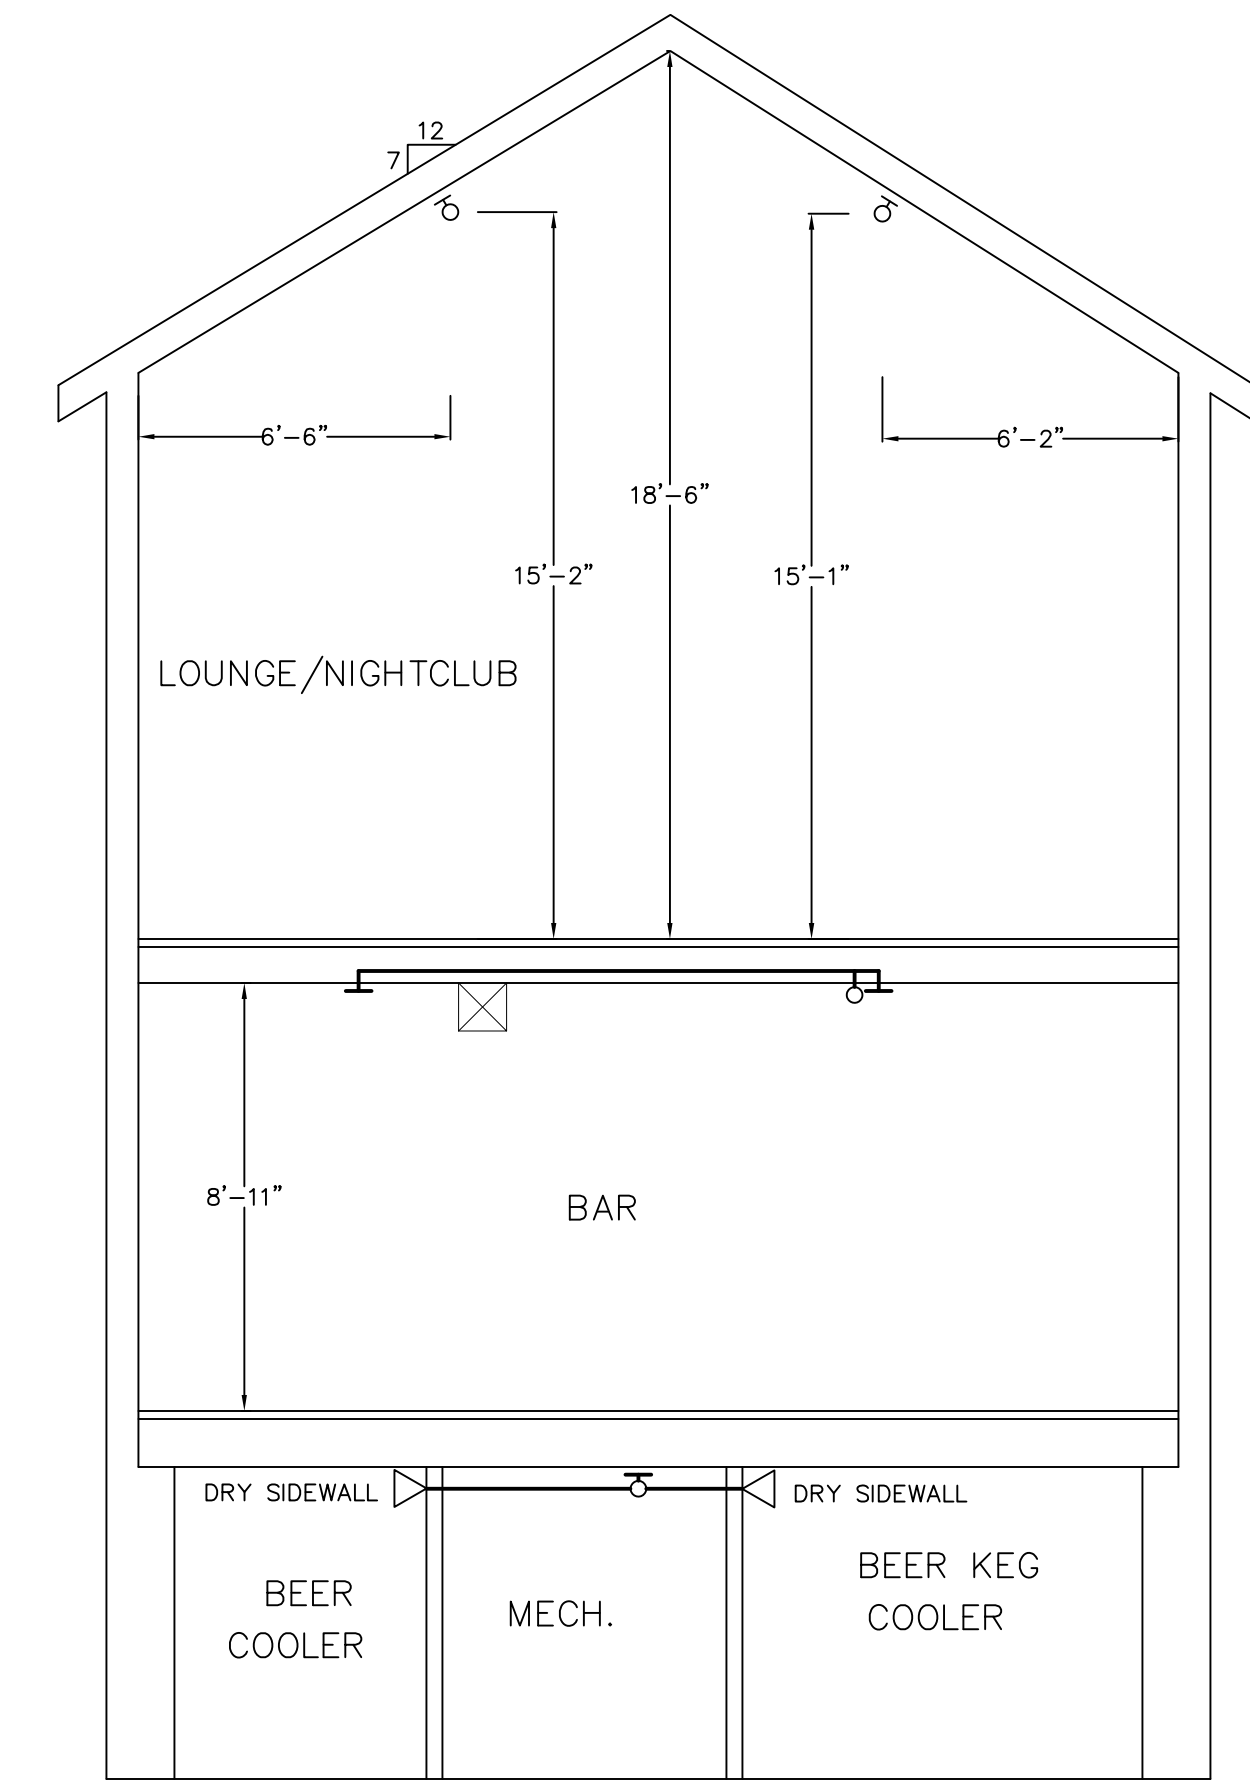 12
7
6’-6”
6’-2”
18’-6”
15’-2”
15’-1”
LOUNGE/NIGHTCLUB
8’-11”
BAR
DRY SIDEWALL
DRY SIDEWALL
BEER
COOLER
MECH.
BEER KEG
COOLER